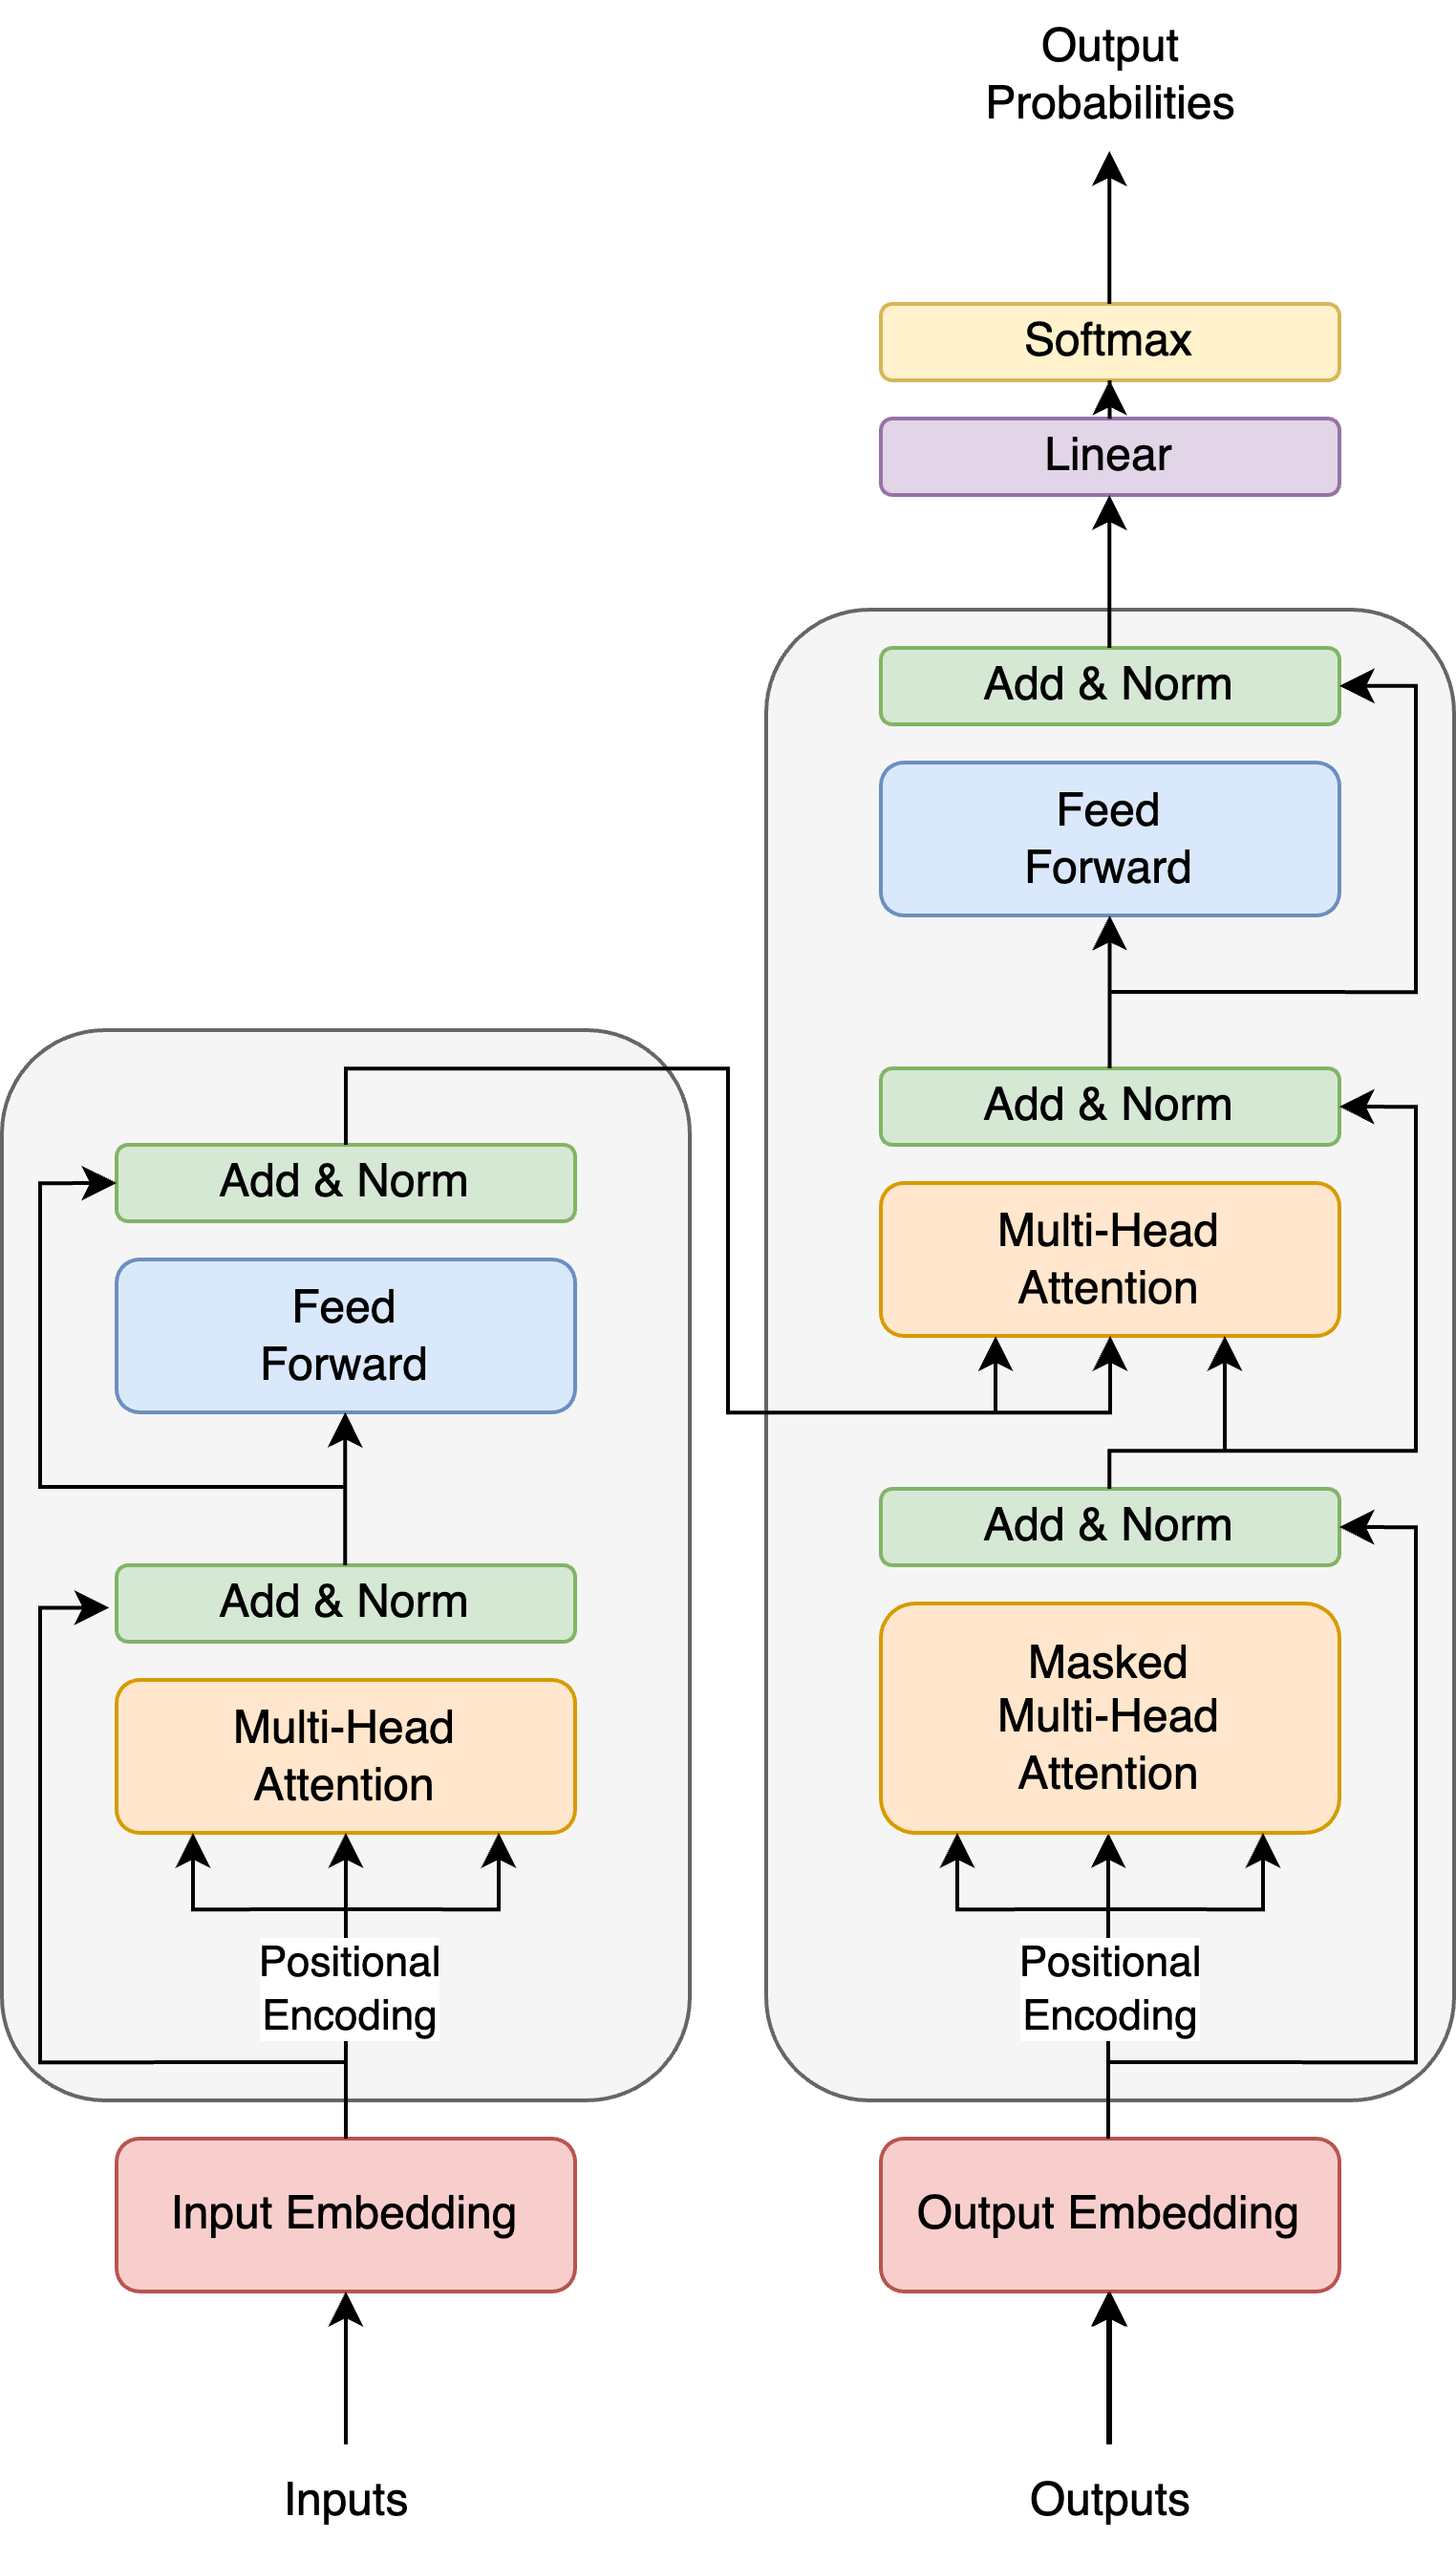 Output
Probabilities
Softmax
Linear
Add & Norm
Feed
Forward
Add & Norm
Multi-Head
Attention
Add & Norm
Masked
Multi-Head
Attention
Positional
Encoding
Output Embedding
Outputs
Add & Norm
Feed
Forward
Add & Norm
Multi-Head
Attention
Positional
Encoding
Input Embedding
Inputs